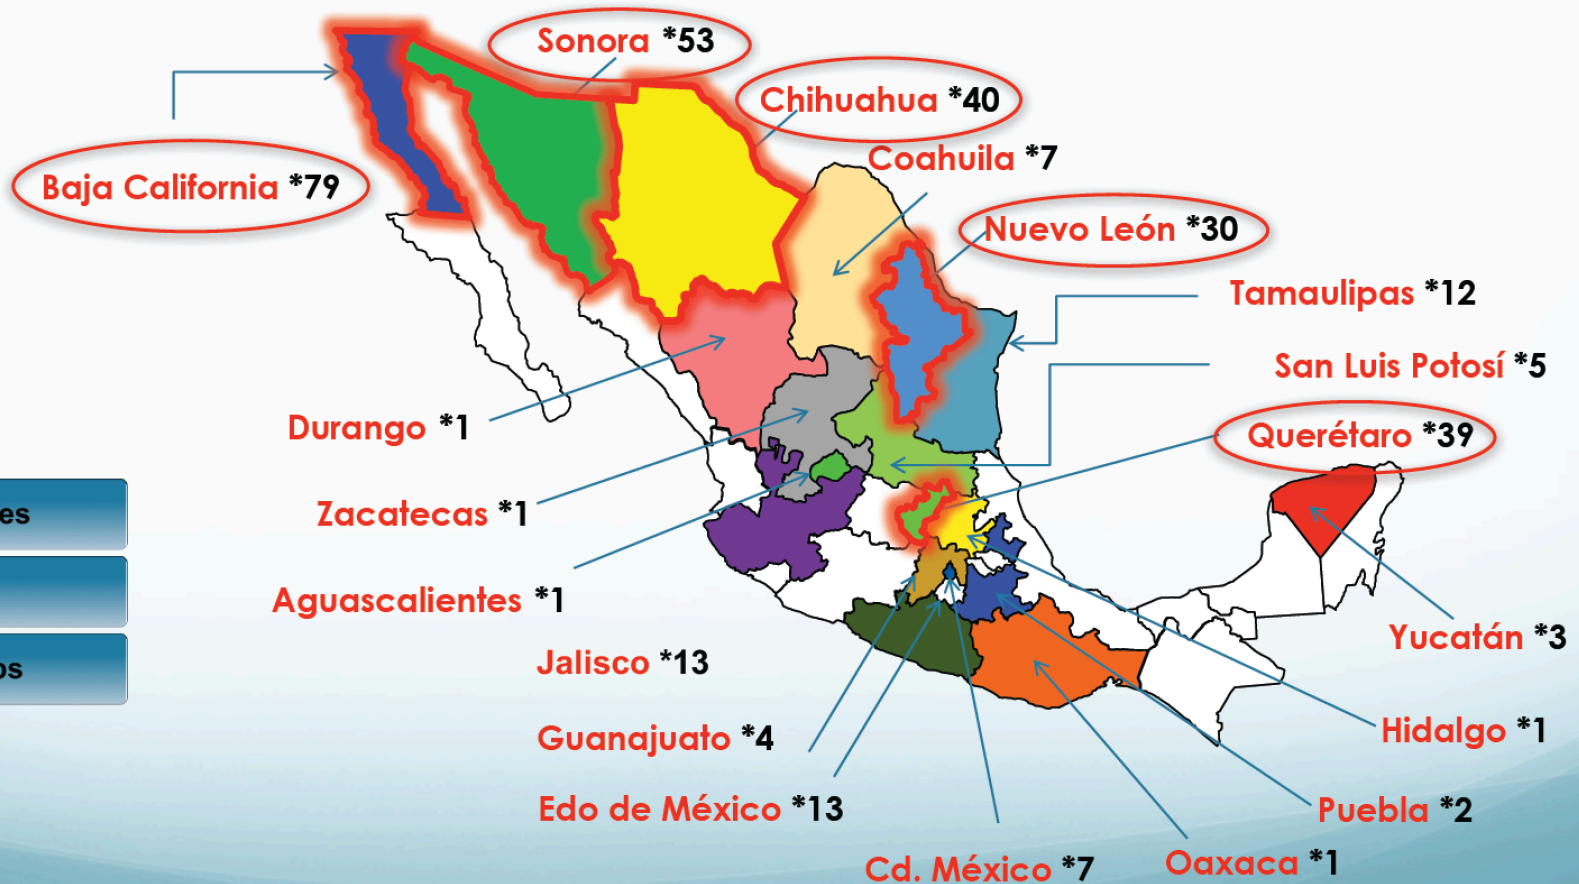 Sonora *53
Chihuahua *40
Coahuila *7
Baja California *79
Nuevo León *30
Tamaulipas *12
San Luis Potosí *5
Durango *1
Querétaro *39
Zacatecas *1
Aguascalientes *1
Yucatán *3
Jalisco *13
Guanajuato *4
Hidalgo *1
Edo de México *13
Puebla *2
Cd. México *7
Oaxaca *1